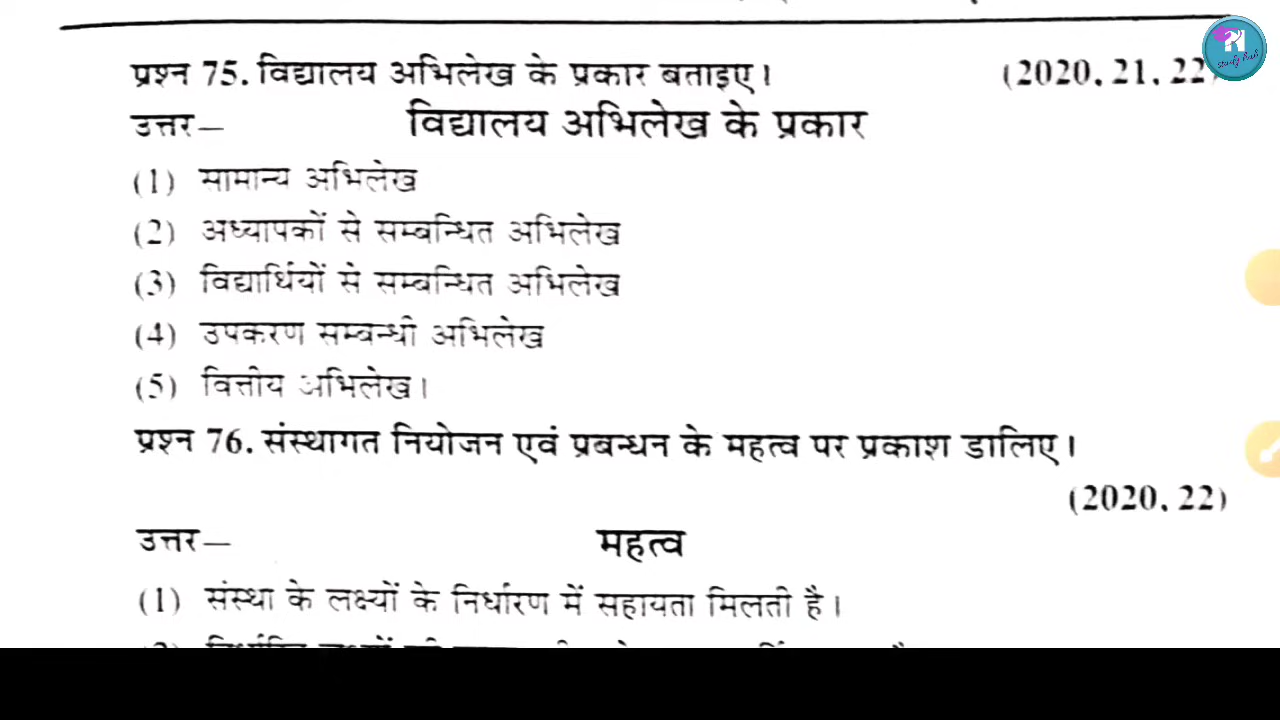 प्रश्न 75. विद्यालय अभिलेख के प्रकार बताइए। (2020, 21, 22)
उत्तर— विद्यालय अभिलेख के प्रकार
(1) सामान्य अभिलेख
(2) अध्यापकों से सम्बन्धित अभिलेख
(3) विद्यार्थियों से सम्बन्धित अभिलेख
(4) उपकरण सम्बन्धी अभिलेख
(5) वित्तीय अभिलेख।
प्रश्न 76. संस्थागत नियोजन एवं प्रबन्धन के महत्व पर प्रकाश डालिए।
(2020, 22)
उत्तर— महत्व
(1) संस्था के लक्ष्यों के निर्धारण में सहायता मिलती है।